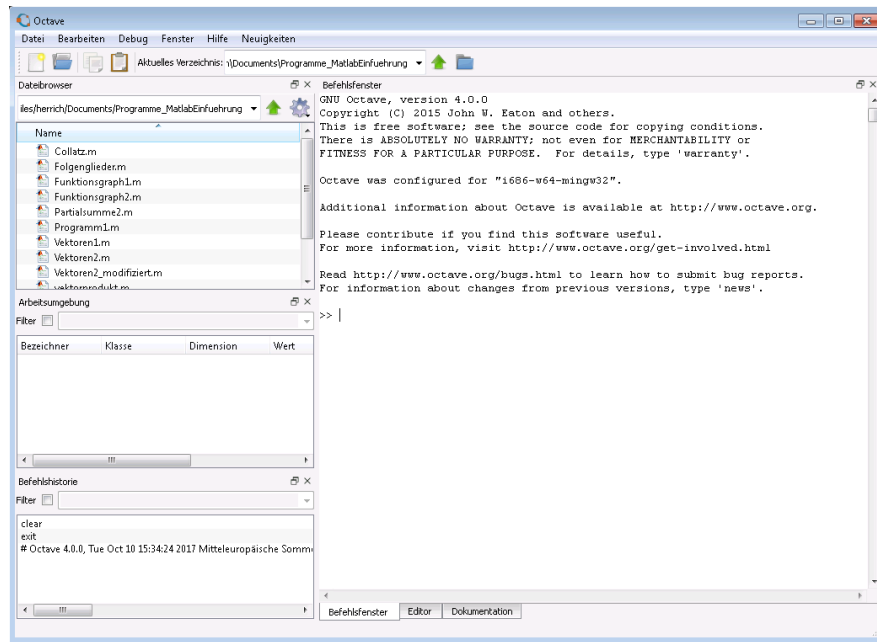 Octave
Datei Bearbeiten Debug Fenster Hilfe Neuigkeiten
Aktuelles Verzeichnis: \Documents\Programme_MatlabEinfuehrung
Dateibrowser
iles/herrich/Documents/Programme_MatlabEinfuehrung
Name
Collatz.m
Folgenglieder.m
Funktionsgraph1.m
Funktionsgraph2.m
Partialsumme2.m
Programm1.m
Vektoren1.m
Vektoren2.m
Vektoren2_modifiziert.m
vektorprodukt.m
Arbeitsumgebung
Filter
Bezeichner Klasse Dimension Wert
Befehlshistorie
Filter
clear
exit
# Octave 4.0.0, Tue Oct 10 15:34:24 2017 Mitteleuropäische Somm
Befehlsfenster
GNU Octave, version 4.0.0
Copyright (C) 2015 John W. Eaton and others.
This is free software; see the source code for copying conditions.
There is ABSOLUTELY NO WARRANTY; not even for MERCHANTABILITY or
FITNESS FOR A PARTICULAR PURPOSE.  For details, type 'warranty'.
Octave was configured for "i686-w64-mingw32".
Additional information about Octave is available at http://www.octave.org.
Please contribute if you find this software useful.
For more information, visit http://www.octave.org/get-involved.html
Read http://www.octave.org/bugs.html to learn how to submit bug reports.
For information about changes from previous versions, type 'news'.
>>
Befehlsfenster Editor Dokumentation